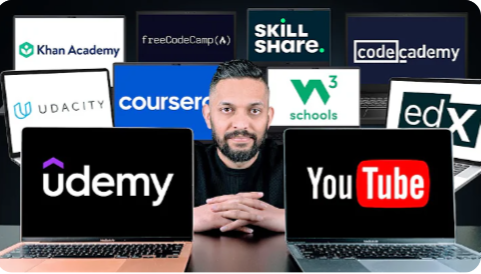 Khan Academy
freeCodeCamp(🔥)
SKILL
SHARE.
codecademy
UDACITY
coursera
W3
schools
edX
udemy
YouTube